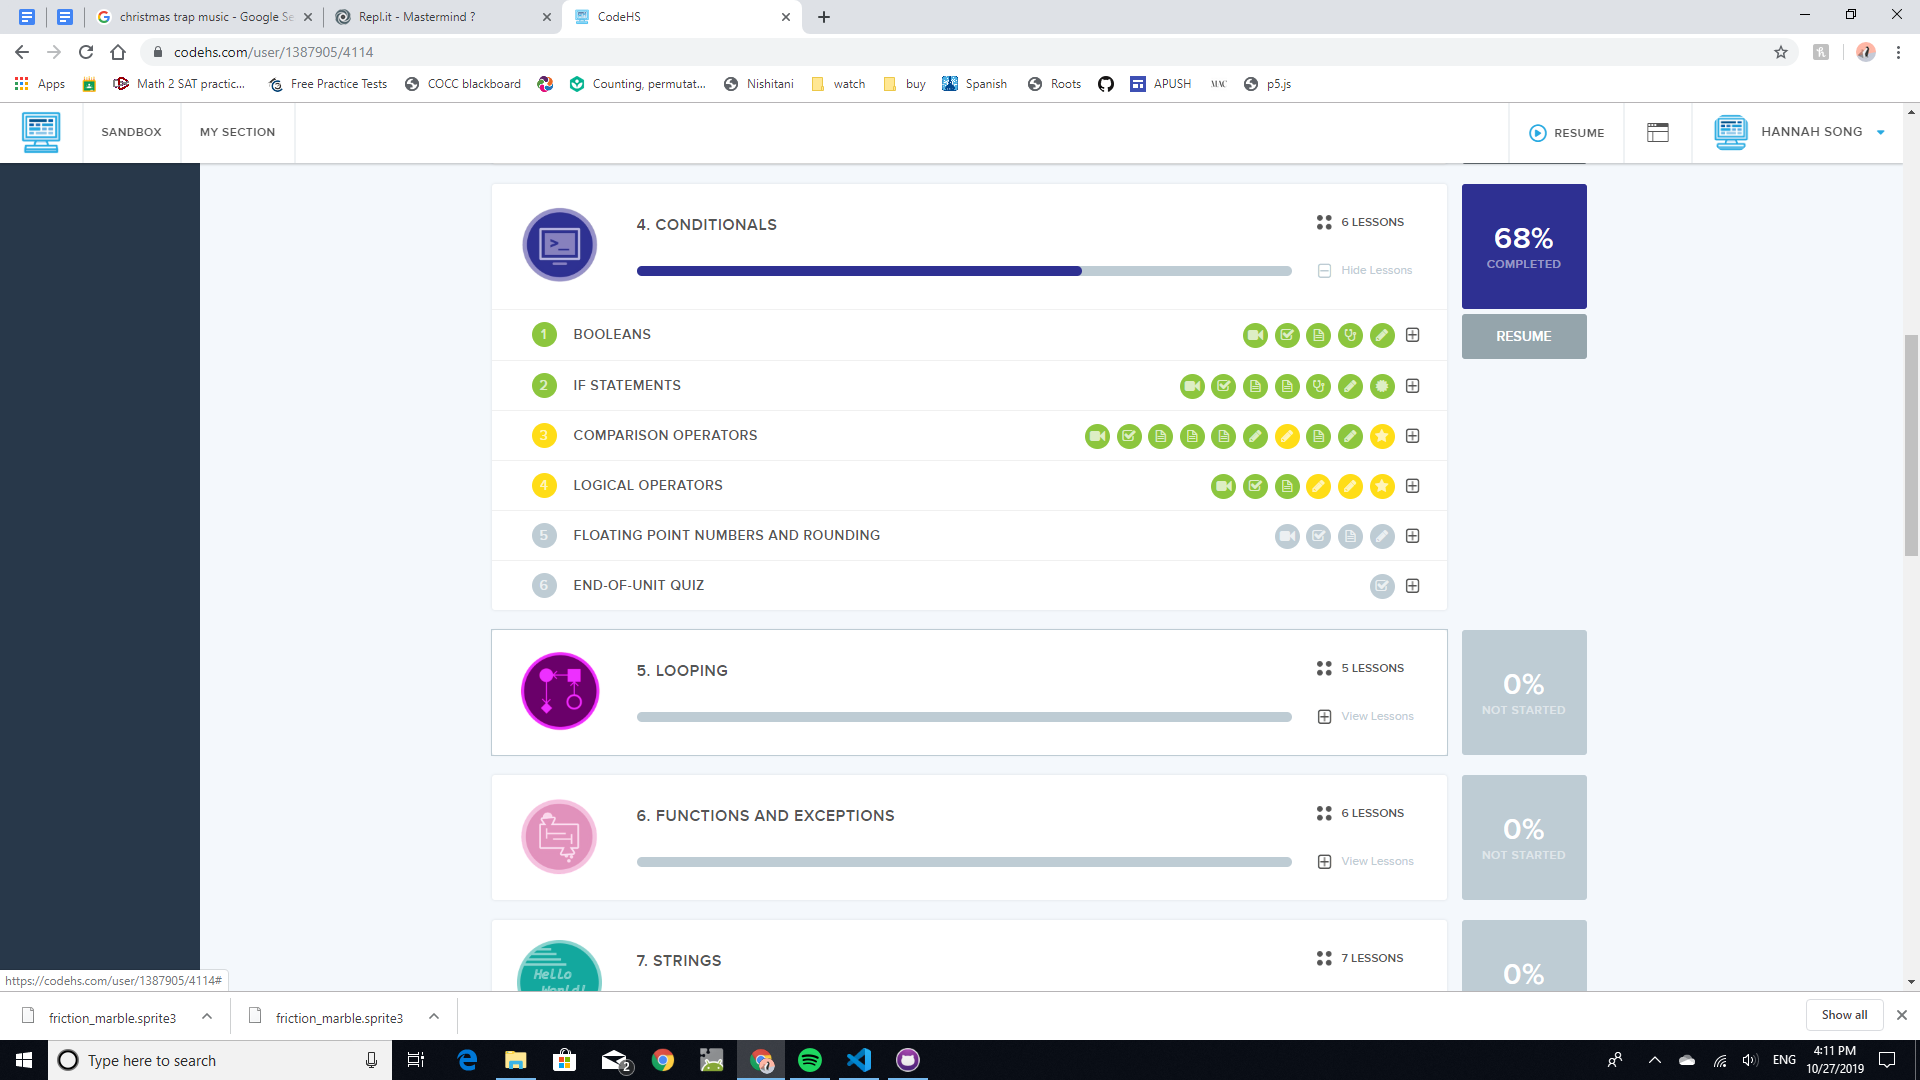 christmas trap music - Google Se
Repl.it - Mastermind ?
CodeHS
codehs.com/user/1387905/4114
Apps
Math 2 SAT practic...
Free Practice Tests
COCC blackboard
Counting, permutat...
Nishitani
watch
buy
Spanish
Roots
APUSH
MAC
p5.js
SANDBOX
MY SECTION
RESUME
HANNAH SONG
4. CONDITIONALS
6 LESSONS
Hide Lessons
68%
COMPLETED
RESUME
1 BOOLEANS
2 IF STATEMENTS
3 COMPARISON OPERATORS
4 LOGICAL OPERATORS
5 FLOATING POINT NUMBERS AND ROUNDING
6 END-OF-UNIT QUIZ
5. LOOPING
5 LESSONS
View Lessons
0%
NOT STARTED
6. FUNCTIONS AND EXCEPTIONS
6 LESSONS
View Lessons
0%
NOT STARTED
Hello
World!
7. STRINGS
7 LESSONS
0%
https://codehs.com/user/1387905/4114#
friction_marble.sprite3
friction_marble.sprite3
Show all
Type here to search
2
ENG
4:11 PM
10/27/2019